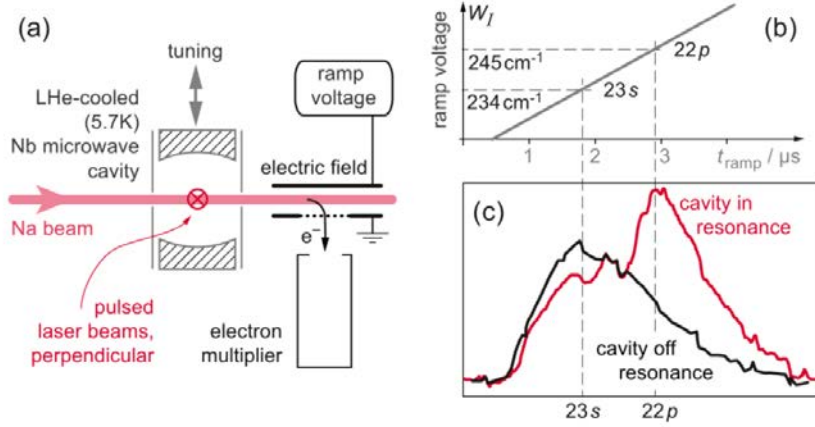 (a)
tuning
LHe-cooled
(5.7K)
Nb microwave
cavity
Na beam
pulsed
laser beams,
perpendicular
ramp
voltage
electric field
e⁻
electron
multiplier
(b)
ramp voltage
W_I
245 cm⁻¹
234 cm⁻¹
22p
23s
1 2 3 t_ramp / µs
(c)
cavity in
resonance
cavity off
resonance
23s 22p